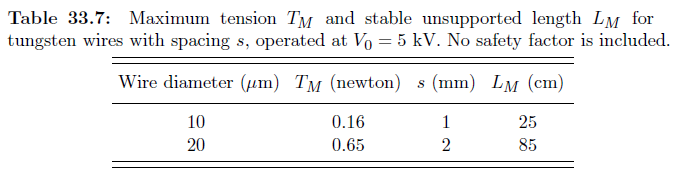 Table 33.7: Maximum tension T_M and stable unsupported length L_M for
tungsten wires with spacing s, operated at V_0 = 5 kV. No safety factor is included.
Wire diameter (μm) T_M (newton) s (mm) L_M (cm)
10 0.16 1 25
20 0.65 2 85